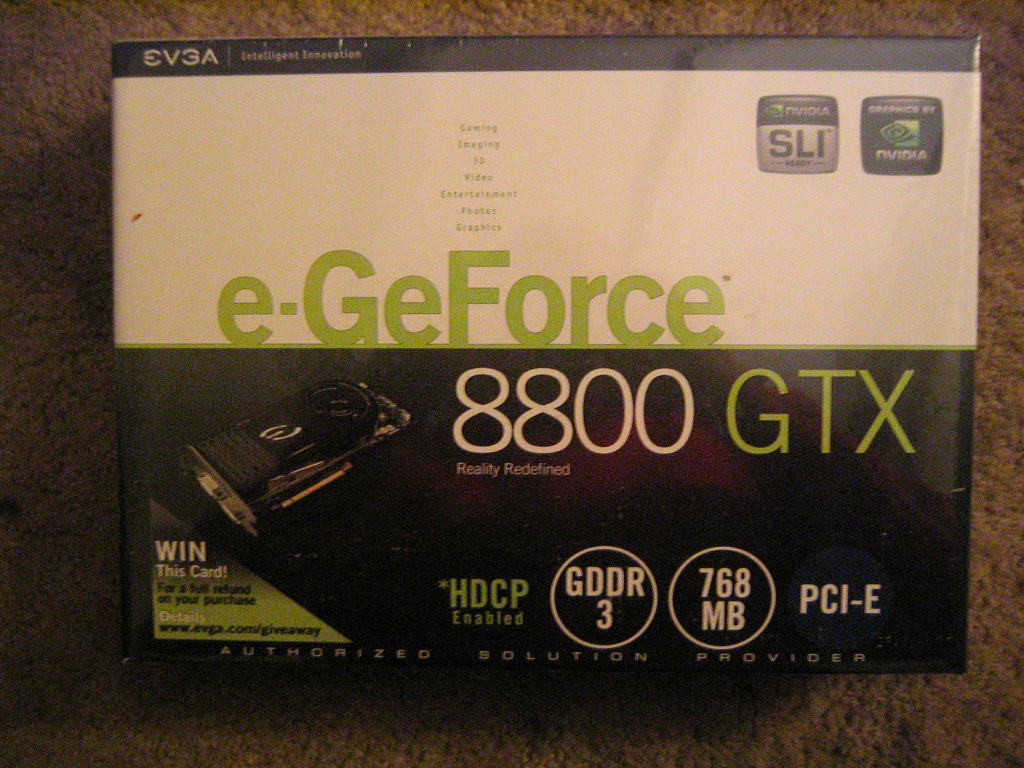 EVGA | Intelligent Innovation
NVIDIA
SLI
READY
GRAPHICS BY
NVIDIA
Gaming
Imaging
3D
Video
Entertainment
Photos
Graphics
e-GeForce™
8800 GTX
Reality Redefined
WIN
This Card!
For a full refund
on your purchase
Details
www.evga.com/giveaway
*HDCP
Enabled
GDDR
3
768
MB
PCI-E
AUTHORIZED SOLUTION PROVIDER